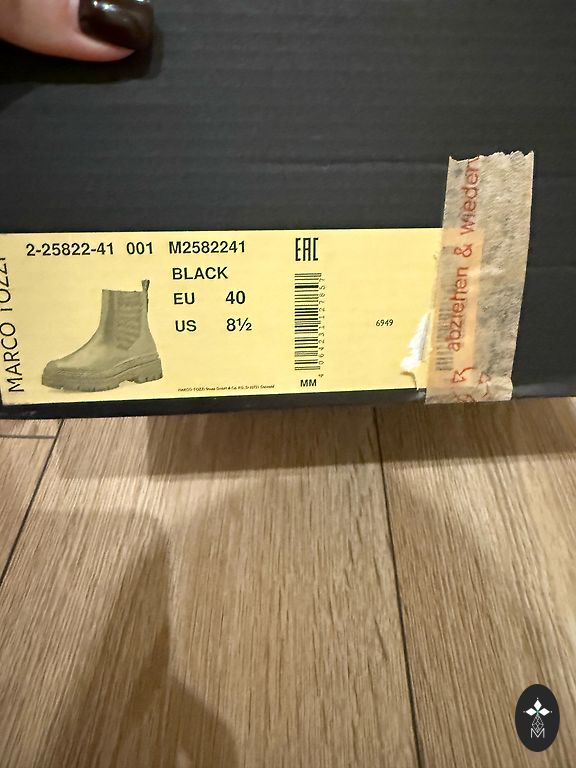 2-25822-41 001 M2582241
BLACK
EU 40
US 8½
MARCO TOZZI
EAC
6949
MM
abziehen & wieder
M